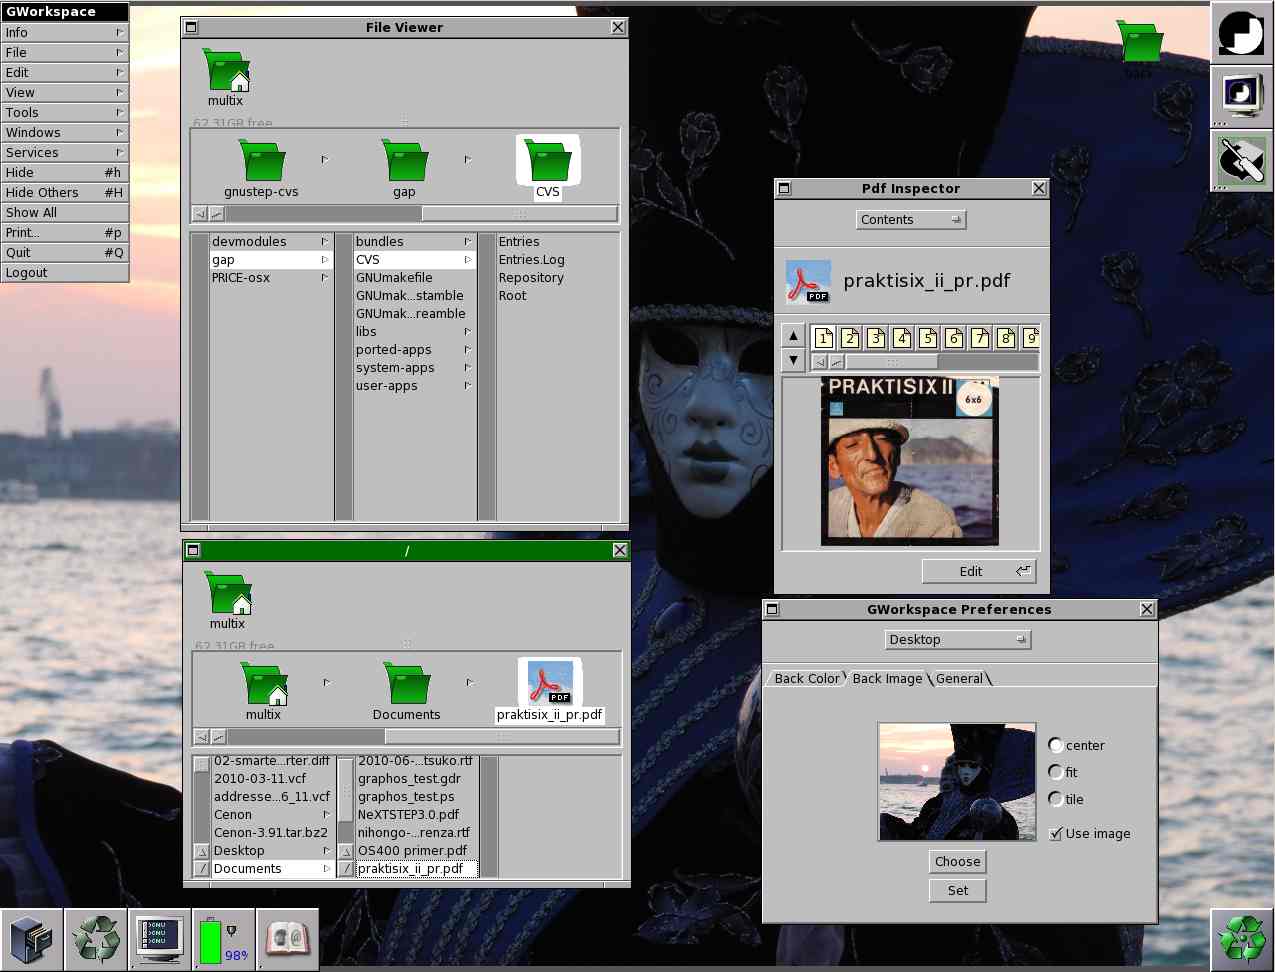 GWorkspace
Info
File
Edit
View
Tools
Windows
Services
Hide #h
Hide Others #H
Show All
Print... #p
Quit #Q
Logout
File Viewer
multix
62.31GB free
gnustep-cvs
gap
CVS
devmodules
gap
PRICE-osx
bundles
CVS
GNUmakefile
GNUmak...stamble
GNUmak...reamble
libs
ported-apps
system-apps
user-apps
Entries
Entries.Log
Repository
Root
/
multix
62.31GB free
multix
Documents
praktisix_ii_pr.pdf
02-smarte...rter.diff
2010-03-11.vcf
addresse...6_11.vcf
Cenon
Cenon-3.91.tar.bz2
Desktop
Documents
2010-06-...tsuko.rtf
graphos_test.gdr
graphos_test.ps
NeXTSTEP3.0.pdf
nihongo-...renza.rtf
OS400 primer.pdf
praktisix_ii_pr.pdf
Pdf Inspector
Contents
PDF
praktisix_ii_pr.pdf
1 2 3 4 5 6 7 8 9
PRAKTISIX II
6x6
Edit
GWorkspace Preferences
Desktop
Back Color
Back Image
General
center
fit
tile
Use image
Choose
Set
PDF
GNU
GNU
GNU
98%